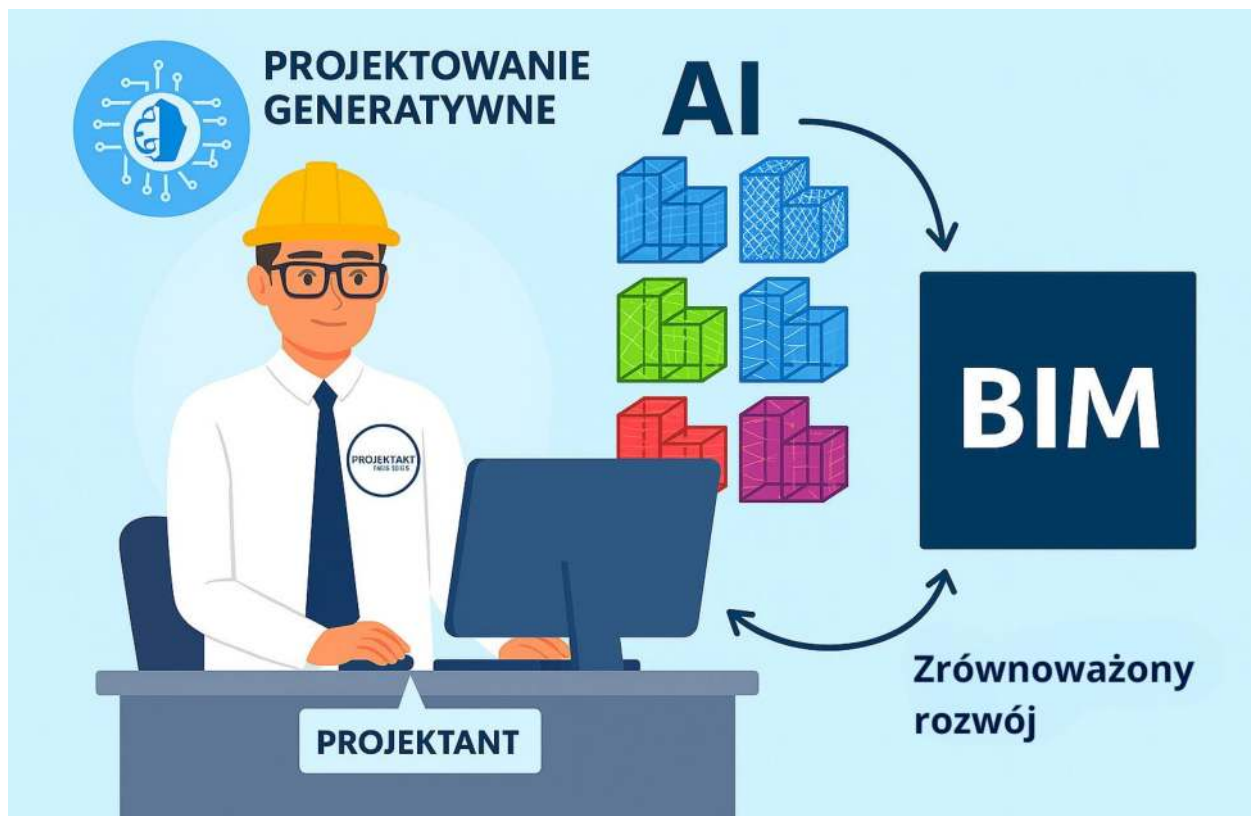 PROJEKTOWANIE
GENERATYWNE
AI
BIM
PROJEKTAKT
PROJEKTANT
Zrównoważony
rozwój